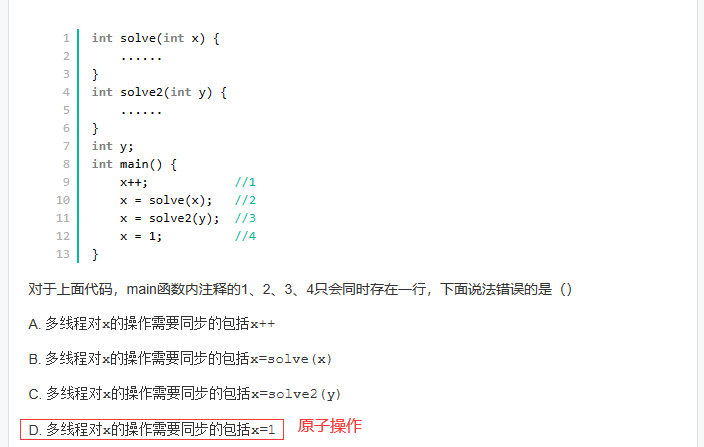 1 int solve(int x) {
2 ......
3 }
4 int solve2(int y) {
5 ......
6 }
7 int y;
8 int main() {
9 x++; //1
10 x = solve(x); //2
11 x = solve2(y); //3
12 x = 1; //4
13 }
对于上面代码，main函数内注释的1、2、3、4只会同时存在一行，下面说法错误的是（）
A. 多线程对x的操作需要同步的包括x++
B. 多线程对x的操作需要同步的包括x=solve(x)
C. 多线程对x的操作需要同步的包括x=solve2(y)
D. 多线程对x的操作需要同步的包括x=1 原子操作